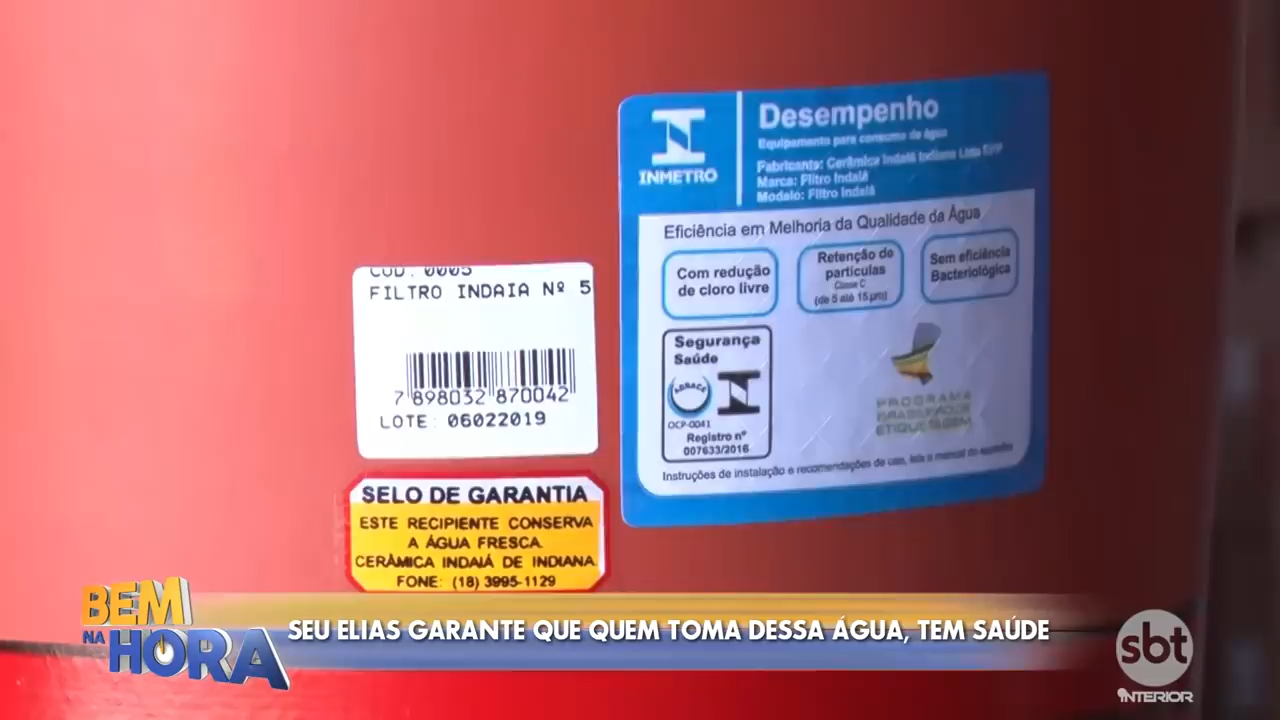 INMETRO
Desempenho
Equipamento para consumo de água
Fabricante: Cerâmica Indaiá Indiana Ltda EPP
Marca: Filtro Indaiá
Modelo: Filtro Indaiá
Eficiência em Melhoria da Qualidade da Água
Com redução
de cloro livre
Retenção de
partículas
Classe C
(de 5 até 15 µm)
Sem eficiência
Bacteriológica
Segurança
Saúde
ABRACE
OCP-0041
Registro nº
007633/2016
PROGRAMA
BRASILEIRO DE
ETIQUETAGEM
Instruções de instalação e recomendações de uso, leia o manual do
COD. 0005
FILTRO INDAIA Nº 5
7 898032 870042
LOTE: 06022019
SELO DE GARANTIA
ESTE RECIPIENTE CONSERVA
A ÁGUA FRESCA.
CERÂMICA INDAIÁ DE INDIANA.
FONE: (18) 3995-1129
BEM
NA
HORA
SEU ELIAS GARANTE QUE QUEM TOMA DESSA ÁGUA, TEM SAÚDE
sbt
INTERIOR